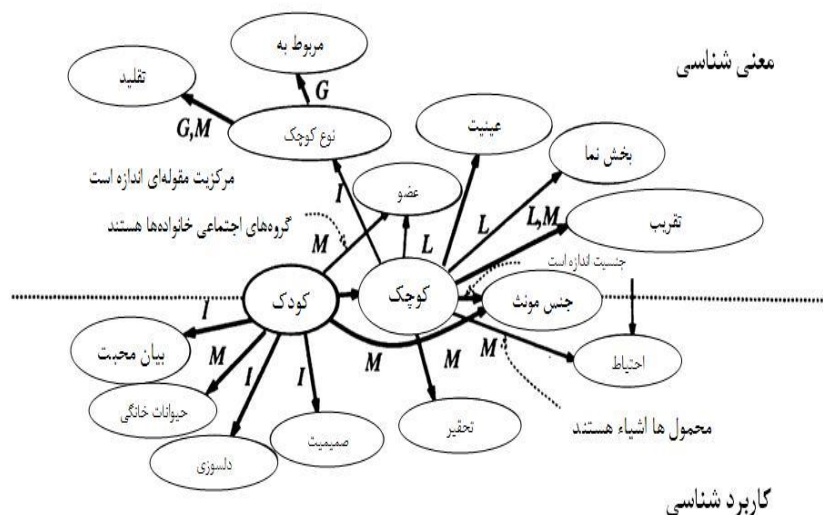 معنی شناسی
مربوط به
تقلید
G
G,M
نوع کوچک
عینیت
بخش نما
مرکزیت مقوله‌ای اندازه است
عضو
I
L
L,M
تقریب
گروه‌های اجتماعی خانواده‌ها هستند
M
L
جنسیت اندازه است
کودک
کوچک
جنس مونث
I
بیان محبت
M
I
I
M
M
M
احتیاط
حیوانات خانگی
دلسوزی
صمیمیت
تحقیر
محمول ها اشیاء هستند
کاربرد شناسی